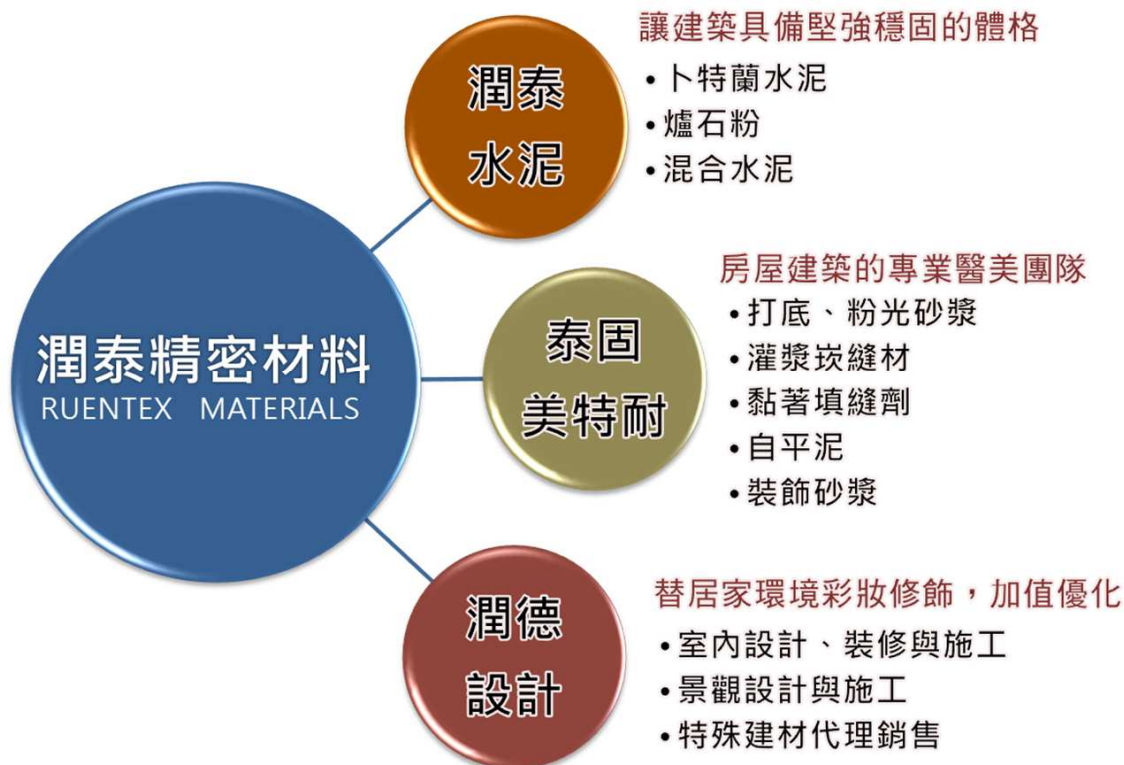 潤泰精密材料
RUENTEX MATERIALS
潤泰
水泥
讓建築具備堅強穩固的體格
•卜特蘭水泥
•爐石粉
•混合水泥
泰固
美特耐
房屋建築的專業醫美團隊
•打底、粉光砂漿
•灌漿崁縫材
•黏著填縫劑
•自平泥
•裝飾砂漿
潤德
設計
替居家環境彩妝修飾，加值優化
•室內設計、裝修與施工
•景觀設計與施工
•特殊建材代理銷售